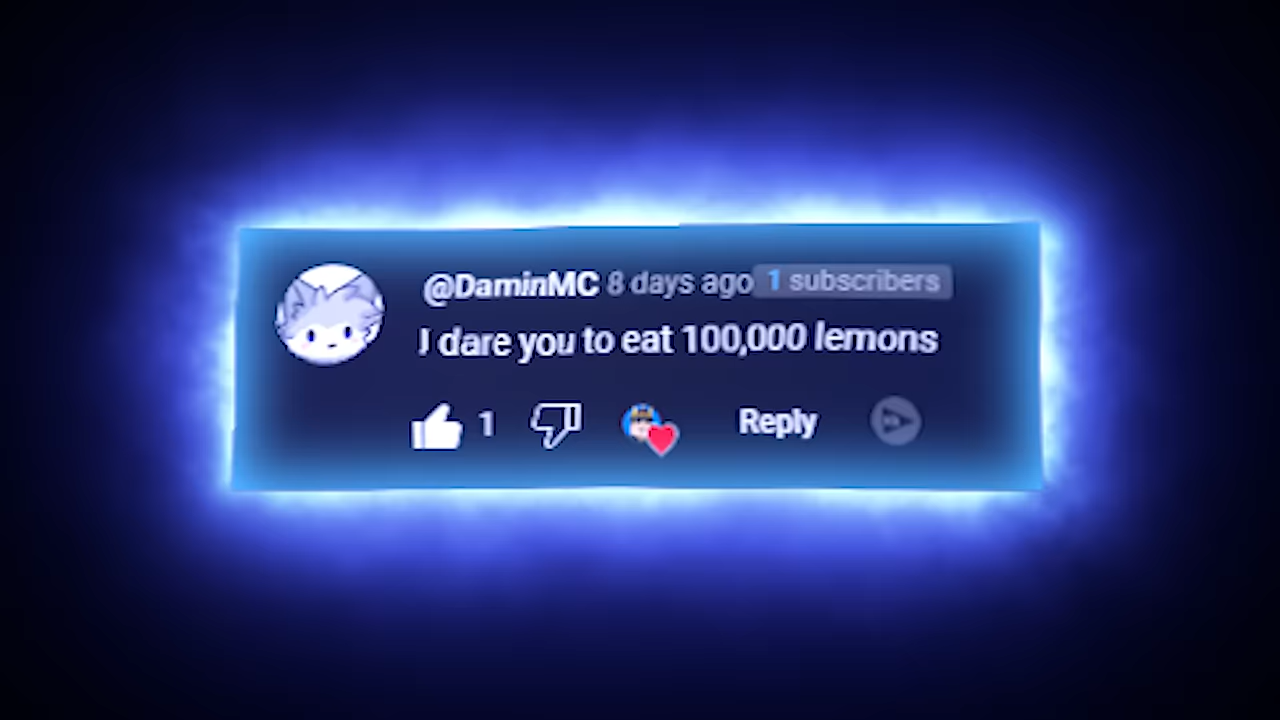 @DaminMC 8 days ago 1 subscribers
I dare you to eat 100,000 lemons
1 Reply